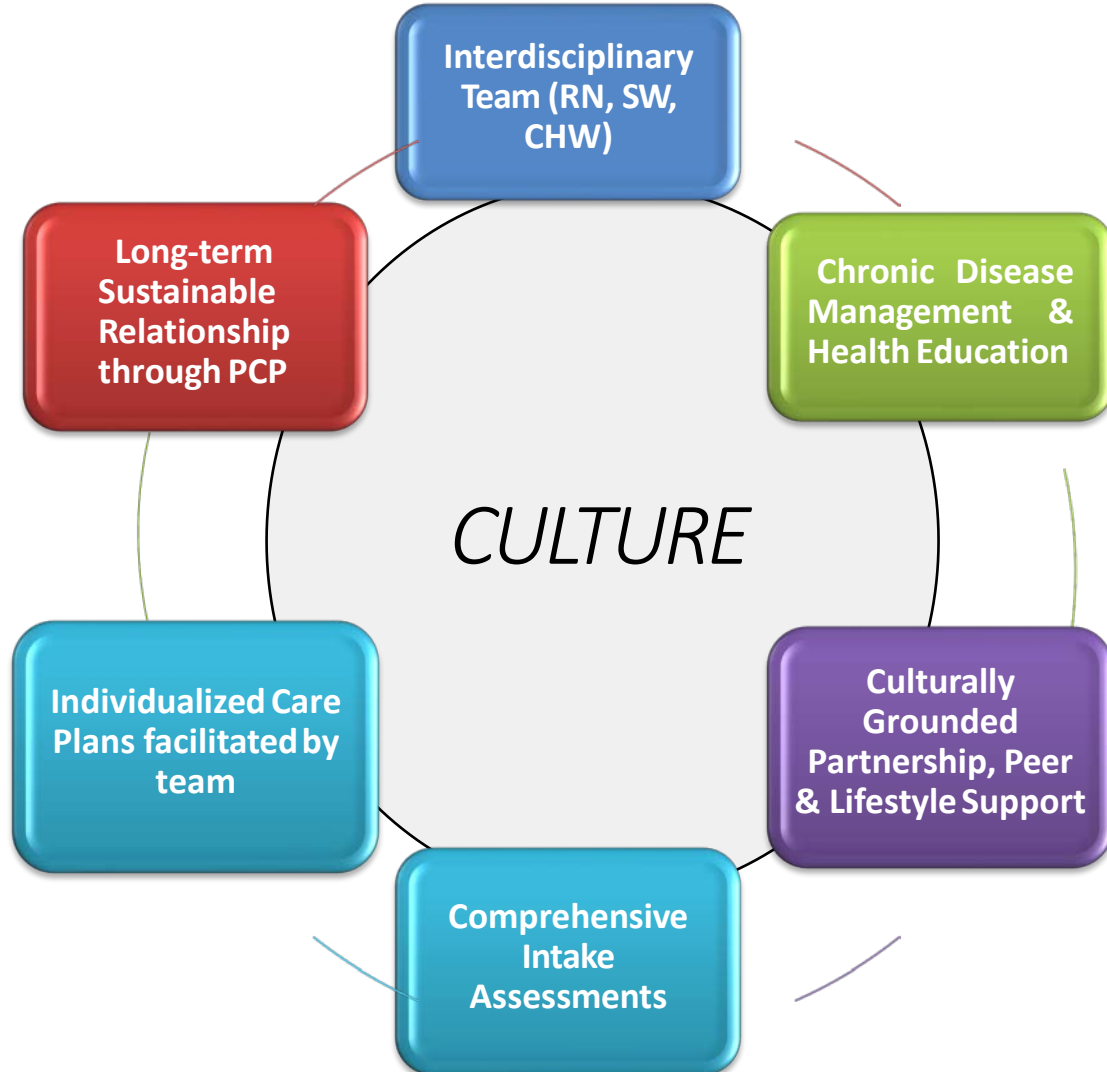 Interdisciplinary
Team (RN, SW,
CHW)
Chronic Disease
Management &
Health Education
Culturally
Grounded
Partnership, Peer
& Lifestyle Support
Comprehensive
Intake
Assessments
Individualized Care
Plans facilitated by
team
Long-term
Sustainable
Relationship
through PCP
CULTURE